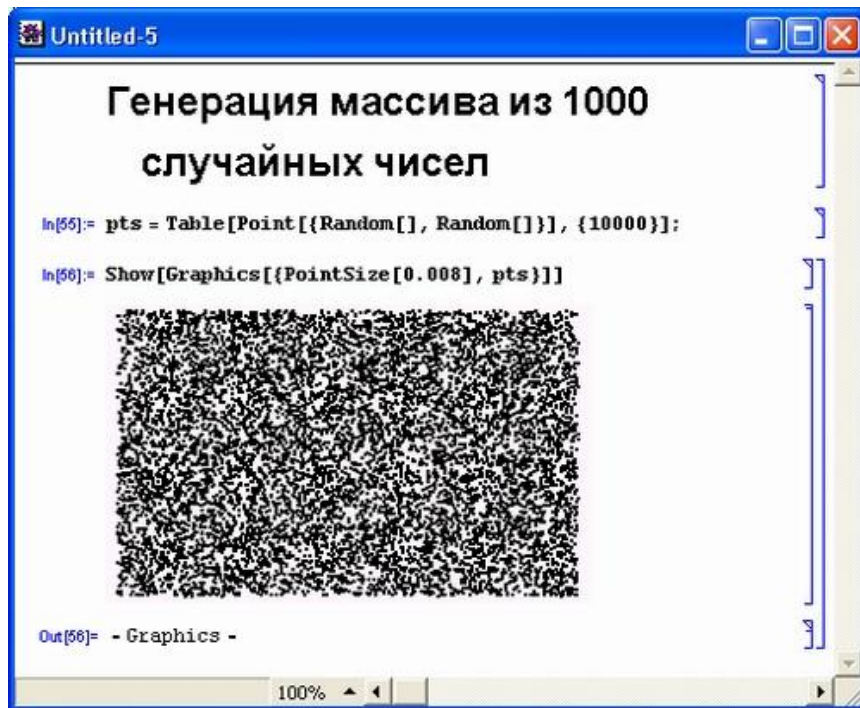 Untitled-5
Генерация массива из 1000
случайных чисел
In[55]:= pts = Table[Point[{Random[], Random[]}], {10000}];
In[56]:= Show[Graphics[{PointSize[0.008], pts}]]
Out[56]= - Graphics -
100%